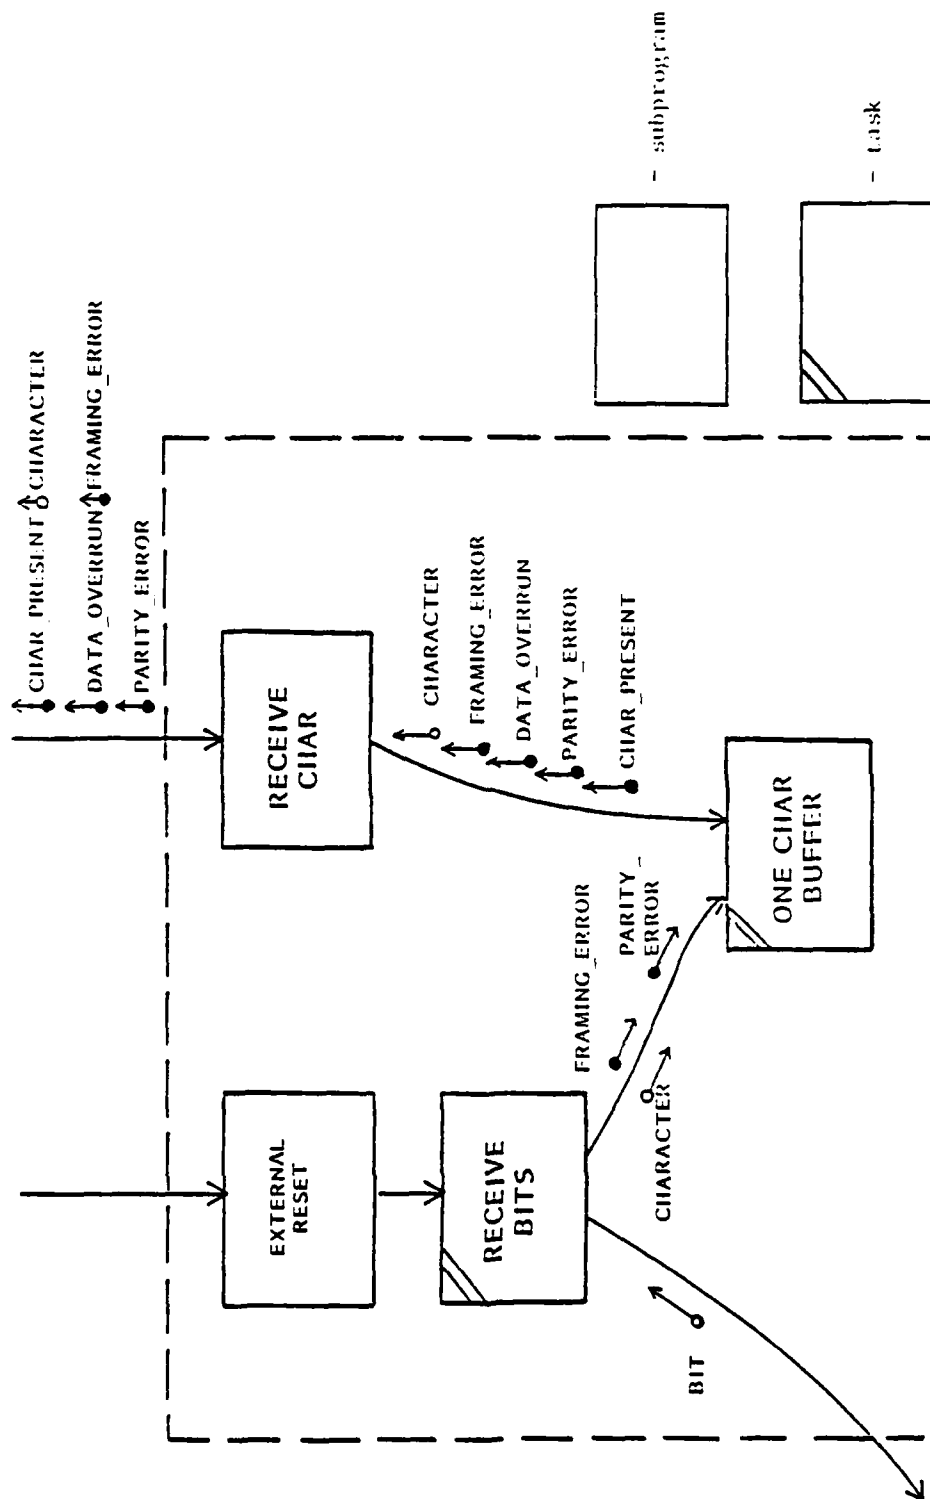 CHAR_PRESENT CHARACTER
DATA_OVERRUN FRAMING_ERROR
PARITY_ERROR
EXTERNAL
RESET
RECEIVE
CHAR
RECEIVE
BITS
CHARACTER
FRAMING_ERROR
DATA_OVERRUN
PARITY_ERROR
CHAR_PRESENT
FRAMING_ERROR
PARITY_
ERROR
CHARACTER
BIT
ONE CHAR
BUFFER
- subprogram
- task